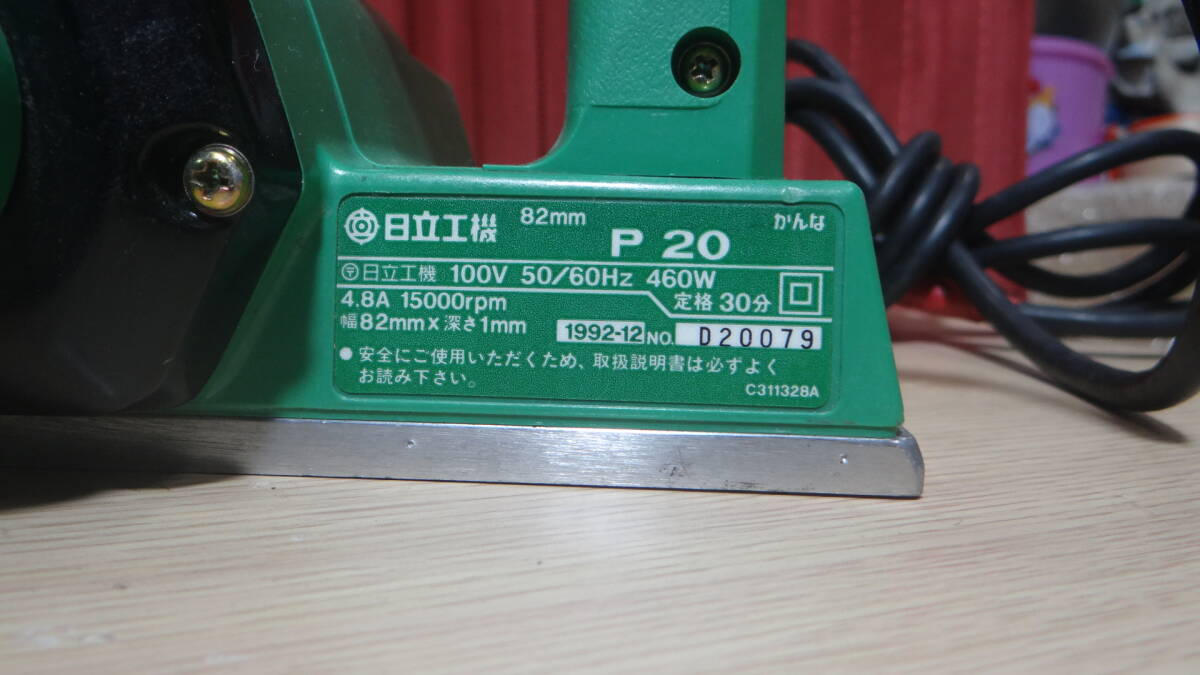 日立工機 82mm P 20 かんな
〒日立工機 100V 50/60Hz 460W
4.8A 15000rpm 定格 30分
幅82mm×深さ1mm 1992-12 NO. D20079
●安全にご使用いただくため、取扱説明書は必ずよく
お読み下さい。
C311328A